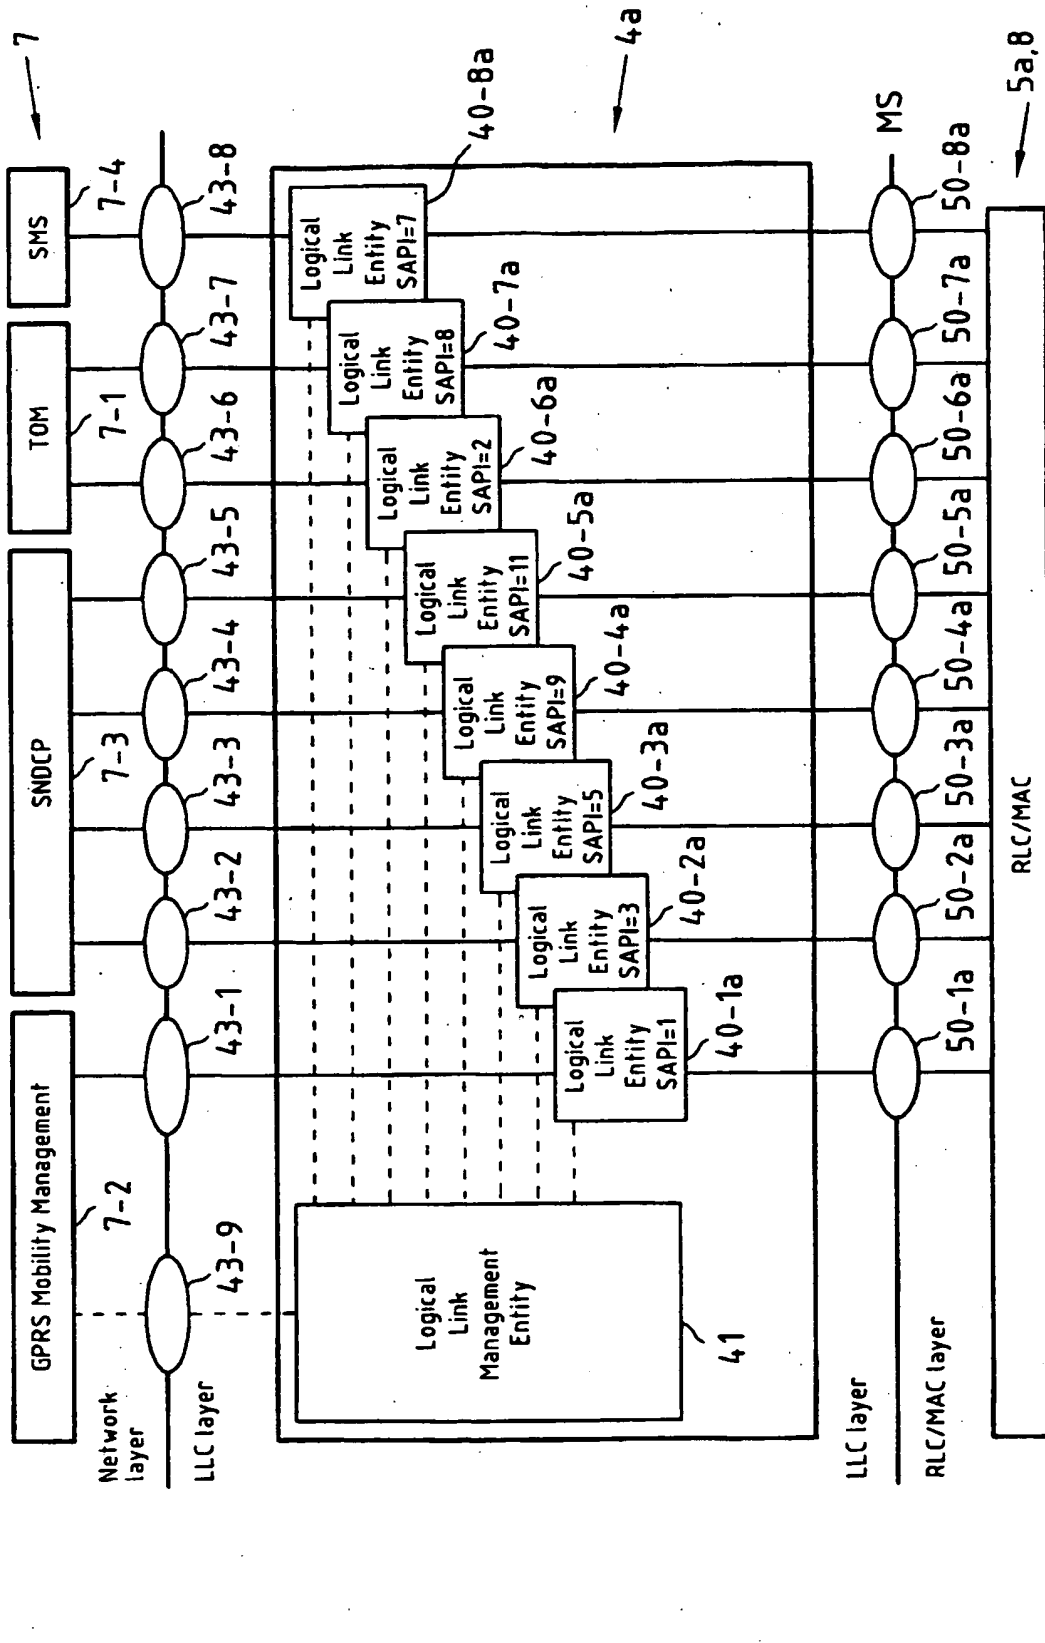 GPRS Mobility Management
SNDCP
TOM
SMS
7
7-2
7-3
7-1
7-4
Network
layer
LLC layer
43-9
43-1
43-2
43-3
43-4
43-5
43-6
43-7
43-8
Logical
Link
Management
Entity
41
Logical
Link
Entity
SAPI=1
40-1a
Logical
Link
Entity
SAPI=3
40-2a
Logical
Link
Entity
SAPI=5
40-3a
Logical
Link
Entity
SAPI=9
40-4a
Logical
Link
Entity
SAPI=11
40-5a
Logical
Link
Entity
SAPI=2
40-6a
Logical
Link
Entity
SAPI=8
40-7a
Logical
Link
Entity
SAPI=7
40-8a
4a
LLC layer
MS
RLC/MAC layer
50-1a
50-2a
50-3a
50-4a
50-5a
50-6a
50-7a
50-8a
RLC/MAC
5a,8